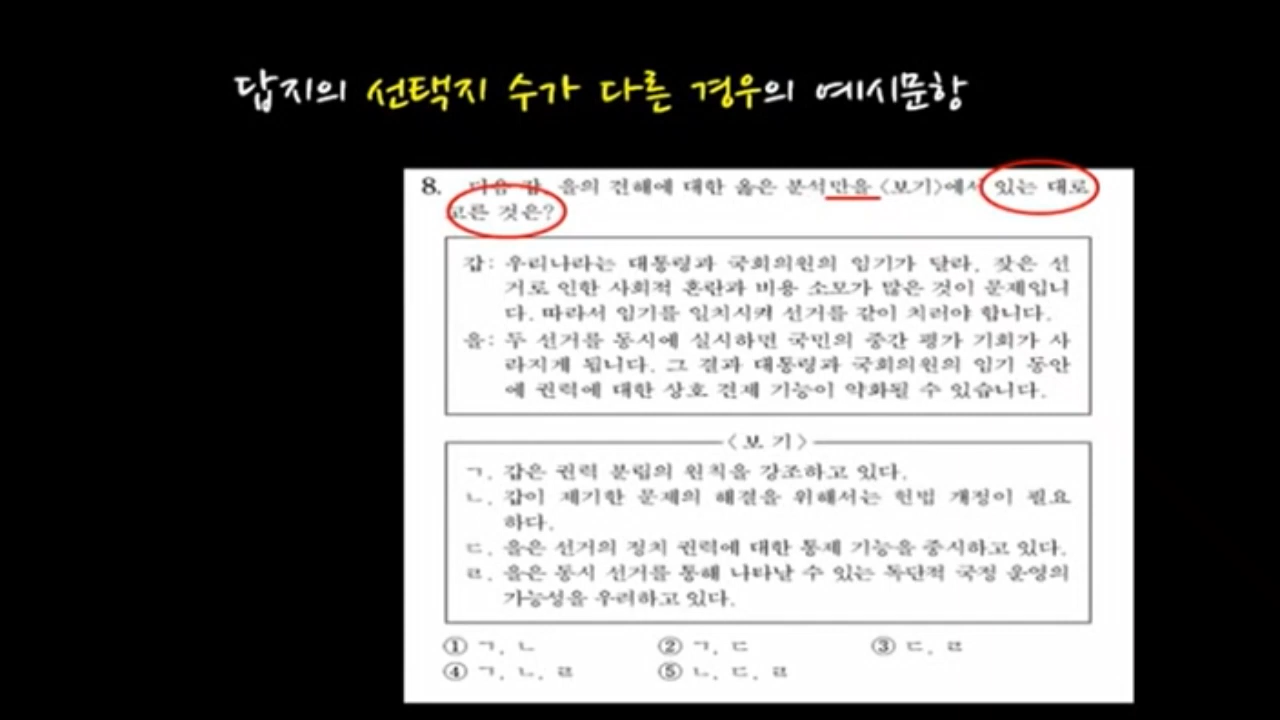 답지의 선택지 수가 다른 경우의 예시문항
8. 다음 갑, 을의 견해에 대한 옳은 분석만을 〈보기〉에서 있는 대로
고른 것은?
갑: 우리나라는 대통령과 국회의원의 임기가 달라, 잦은 선
거로 인한 사회적 혼란과 비용 소모가 많은 것이 문제입니
다. 따라서 임기를 일치시켜 선거를 같이 치러야 합니다.
을: 두 선거를 동시에 실시하면 국민의 중간 평가 기회가 사
라지게 됩니다. 그 결과 대통령과 국회의원의 임기 동안
에 권력에 대한 상호 견제 기능이 약화될 수 있습니다.
〈보 기〉
ㄱ. 갑은 권력 분립의 원칙을 강조하고 있다.
ㄴ. 갑이 제기한 문제의 해결을 위해서는 헌법 개정이 필요
하다.
ㄷ. 을은 선거의 정치 권력에 대한 통제 기능을 중시하고 있다.
ㄹ. 을은 동시 선거를 통해 나타날 수 있는 독단적 국정 운영의
가능성을 우려하고 있다.
① ㄱ, ㄴ ② ㄱ, ㄷ ③ ㄷ, ㄹ
④ ㄱ, ㄴ, ㄹ ⑤ ㄴ, ㄷ, ㄹ